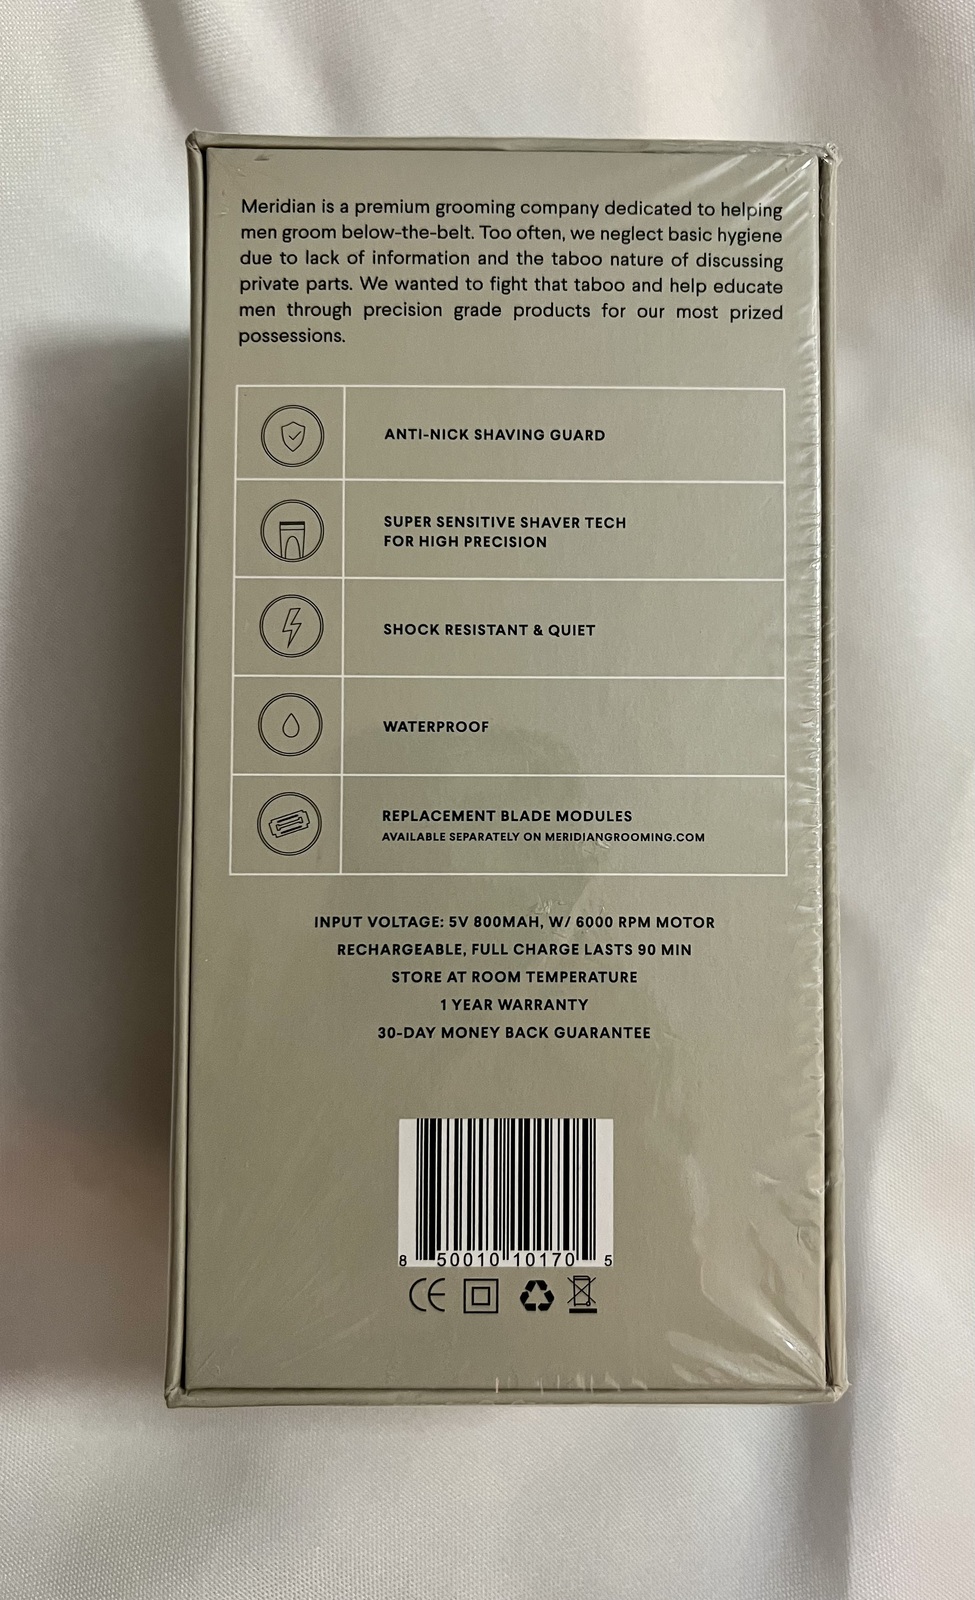 Meridian is a premium grooming company dedicated to helping
men groom below-the-belt. Too often, we neglect basic hygiene
due to lack of information and the taboo nature of discussing
private parts. We wanted to fight that taboo and help educate
men through precision grade products for our most prized
possessions.
ANTI-NICK SHAVING GUARD
SUPER SENSITIVE SHAVER TECH
FOR HIGH PRECISION
SHOCK RESISTANT & QUIET
WATERPROOF
REPLACEMENT BLADE MODULES
AVAILABLE SEPARATELY ON MERIDIANGROOMING.COM
INPUT VOLTAGE: 5V 800MAH, W/ 6000 RPM MOTOR
RECHARGEABLE, FULL CHARGE LASTS 90 MIN
STORE AT ROOM TEMPERATURE
1 YEAR WARRANTY
30-DAY MONEY BACK GUARANTEE
8 50010 10170 5
CE